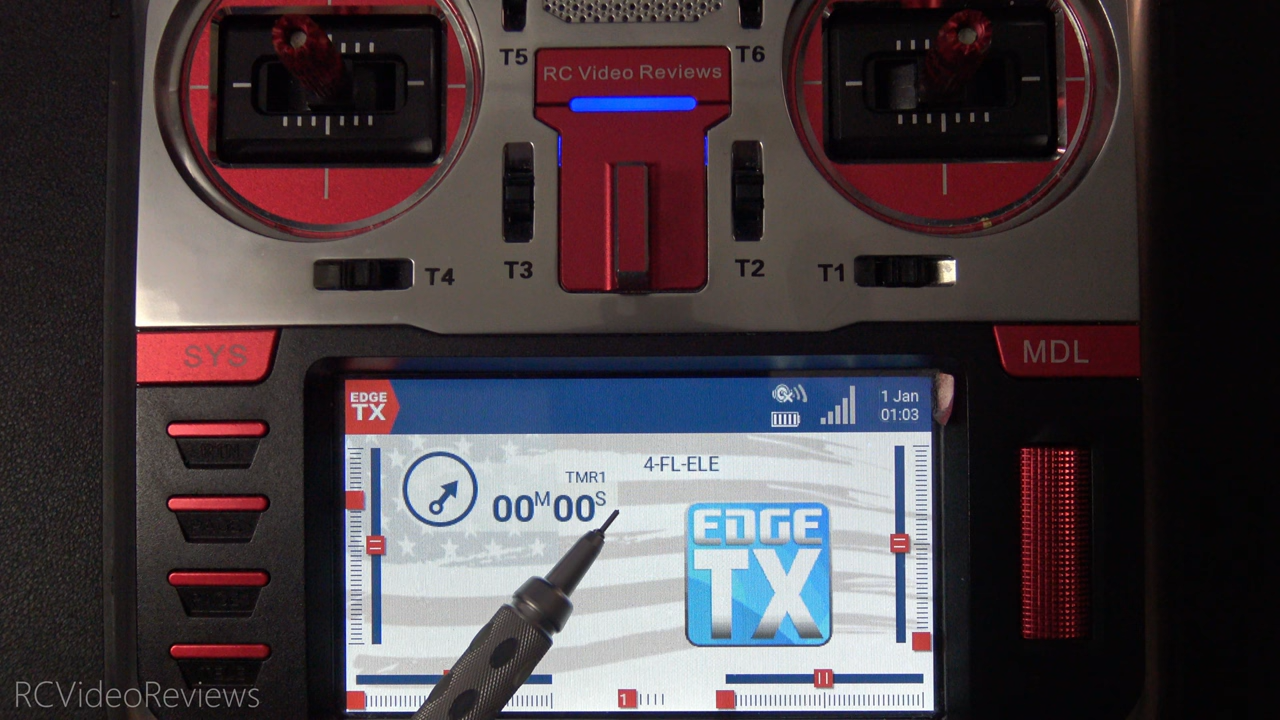 T5
T6
RC Video Reviews
T4
T3
T2
T1
SYS
MDL
EDGE
TX
1 Jan
01:03
TMR1
00M00S
4-FL-ELE
EDGE
TX
1
RCVideoReviews